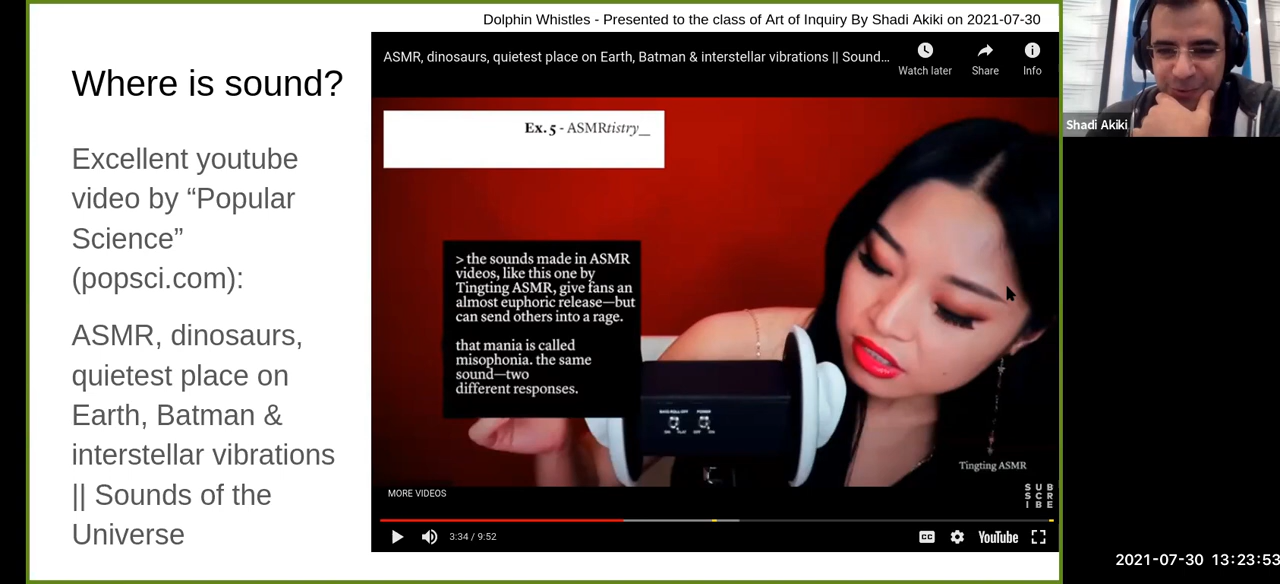 Dolphin Whistles - Presented to the class of Art of Inquiry By Shadi Akiki on 2021-07-30
Where is sound?
Excellent youtube
video by “Popular
Science”
(popsci.com):
ASMR, dinosaurs,
quietest place on
Earth, Batman &
interstellar vibrations
|| Sounds of the
Universe
ASMR, dinosaurs, quietest place on Earth, Batman & interstellar vibrations || Sound...
Watch later
Share
Info
Ex. 5 - ASMRtistry_
> the sounds made in ASMR
videos, like this one by
Tingting ASMR, give fans an
almost euphoric release—but
can send others into a rage.
that mania is called
misophonia. the same
sound—two
different responses.
Tingting ASMR
SUB
SCR
IBE
MORE VIDEOS
3:34 / 9:52
CC
YouTube
Shadi Akiki
2021-07-30 13:23:53